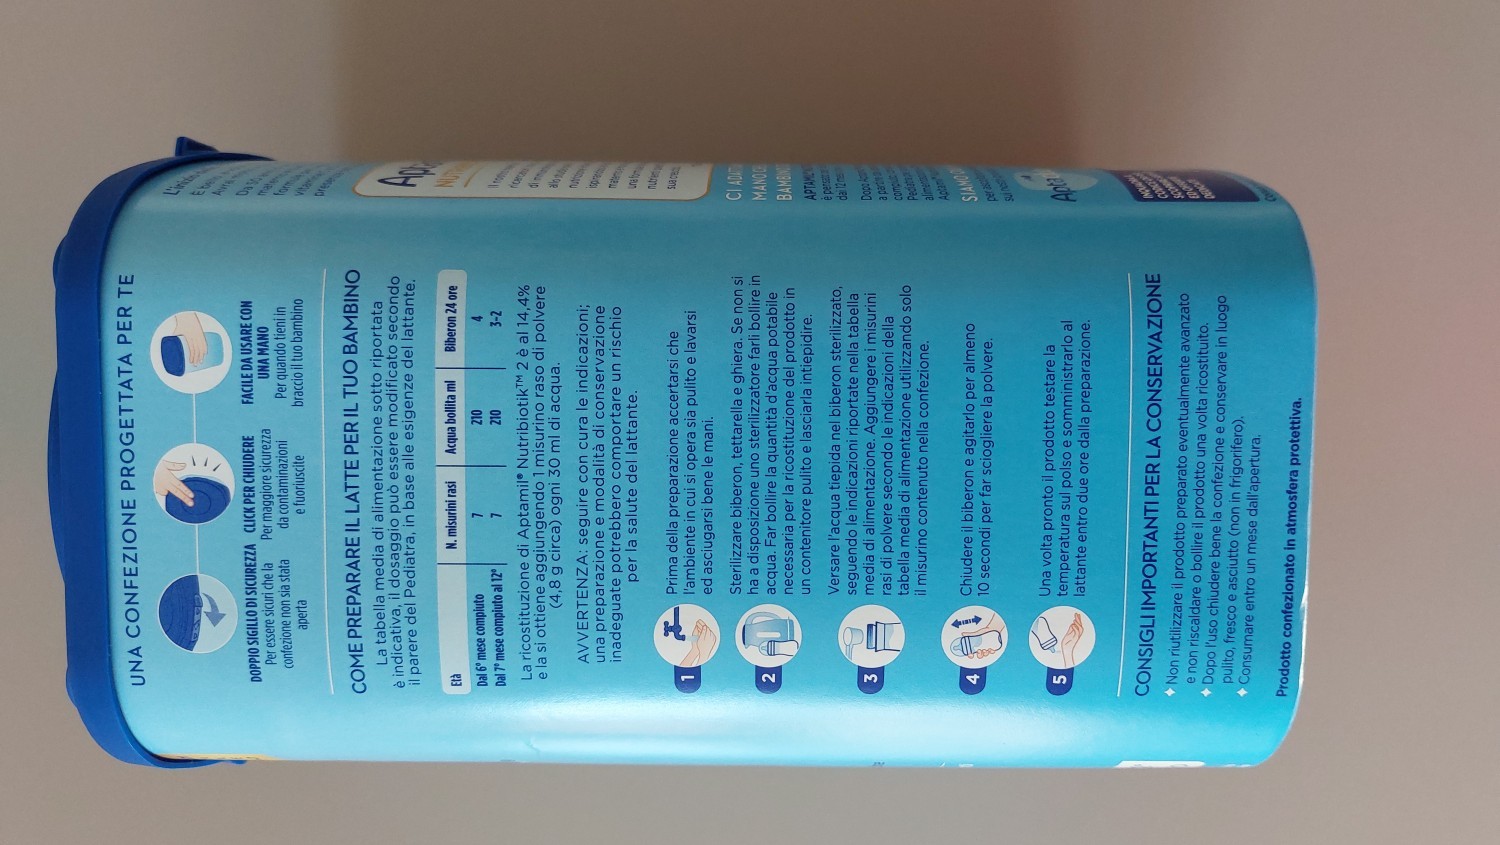 UNA CONFEZIONE PROGETTATA PER TE
DOPPIO SIGILLO DI SICUREZZA
Per essere sicuri che la
confezione non sia stata
aperta
CLICK PER CHIUDERE
Per maggiore sicurezza
da contaminazioni
e fuoriuscite
FACILE DA USARE CON
UNA MANO
Per quando tieni in
braccio il tuo bambino
COME PREPARARE IL LATTE PER IL TUO BAMBINO
La tabella media di alimentazione sotto riportata
è indicativa, il dosaggio può essere modificato secondo
il parere del Pediatra, in base alle esigenze del lattante.
Età N. misurini rasi Acqua bollita ml Biberon 24 ore
Dal 6° mese compiuto 7 210 4
Dal 7° mese compiuto al 12° 7 210 3-2
La ricostituzione di Aptamil® Nutribiotik™ 2 è al 14,4%
e la si ottiene aggiungendo 1 misurino raso di polvere
(4,8 g circa) ogni 30 ml di acqua.
AVVERTENZA: seguire con cura le indicazioni;
una preparazione e modalità di conservazione
inadeguate potrebbero comportare un rischio
per la salute del lattante.
1 Prima della preparazione accertarsi che
l'ambiente in cui si opera sia pulito e lavarsi
ed asciugarsi bene le mani.
2 Sterilizzare biberon, tettarella e ghiera. Se non si
ha a disposizione uno sterilizzatore farli bollire in
acqua. Far bollire la quantità d'acqua potabile
necessaria per la ricostituzione del prodotto in
un contenitore pulito e lasciarla intiepidire.
3 Versare l'acqua tiepida nel biberon sterilizzato,
seguendo le indicazioni riportate nella tabella
media di alimentazione. Aggiungere i misurini
rasi di polvere secondo le indicazioni della
tabella media di alimentazione utilizzando solo
il misurino contenuto nella confezione.
4 Chiudere il biberon e agitarlo per almeno
10 secondi per far sciogliere la polvere.
5 Una volta pronto il prodotto testare la
temperatura sul polso e somministrarlo al
lattante entro due ore dalla preparazione.
CONSIGLI IMPORTANTI PER LA CONSERVAZIONE
✦ Non riutilizzare il prodotto preparato eventualmente avanzato
e non riscaldare o bollire il prodotto una volta ricostituito.
✦ Dopo l'uso chiudere bene la confezione e conservare in luogo
pulito, fresco e asciutto (non in frigorifero).
✦ Consumare entro un mese dall'apertura.
Prodotto confezionato in atmosfera protettiva.
CI ADAT
MANO
BAMBIN
SIAMO